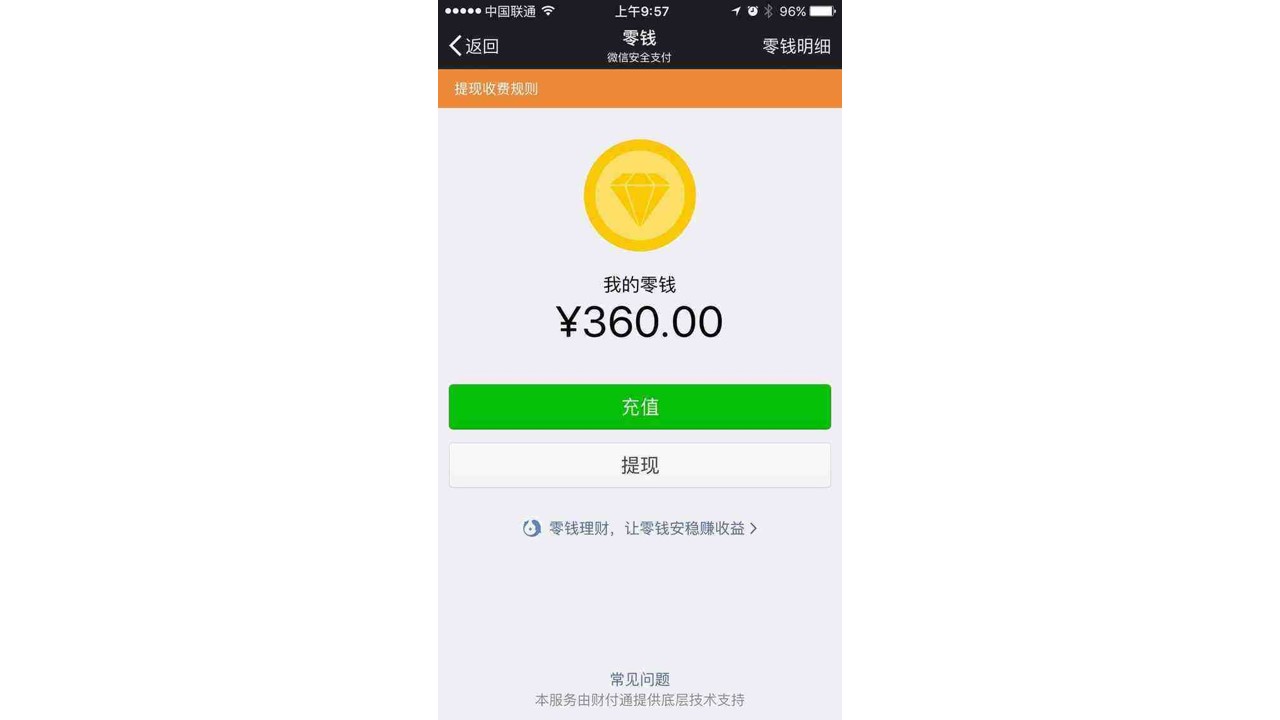 中国联通 上午9:57 96%
返回 零钱 零钱明细
微信安全支付
提现收费规则
我的零钱
¥360.00
充值
提现
零钱理财，让零钱安稳赚收益
常见问题
本服务由财付通提供底层技术支持